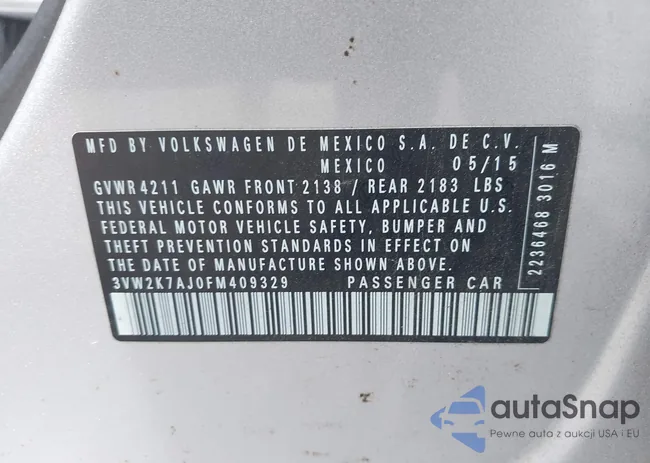 MFD BY VOLKSWAGEN DE MEXICO S.A. DE C.V.
MEXICO 05/15
GVWR 4211 GAWR FRONT 2138 / REAR 2183 LBS
THIS VEHICLE CONFORMS TO ALL APPLICABLE U.S.
FEDERAL MOTOR VEHICLE SAFETY, BUMPER AND
THEFT PREVENTION STANDARDS IN EFFECT ON
THE DATE OF MANUFACTURE SHOWN ABOVE.
3VW2K7AJ0FM409329 PASSENGER CAR
2236468 3016 M
autaSnap
Pewne auta z aukcji USA i EU